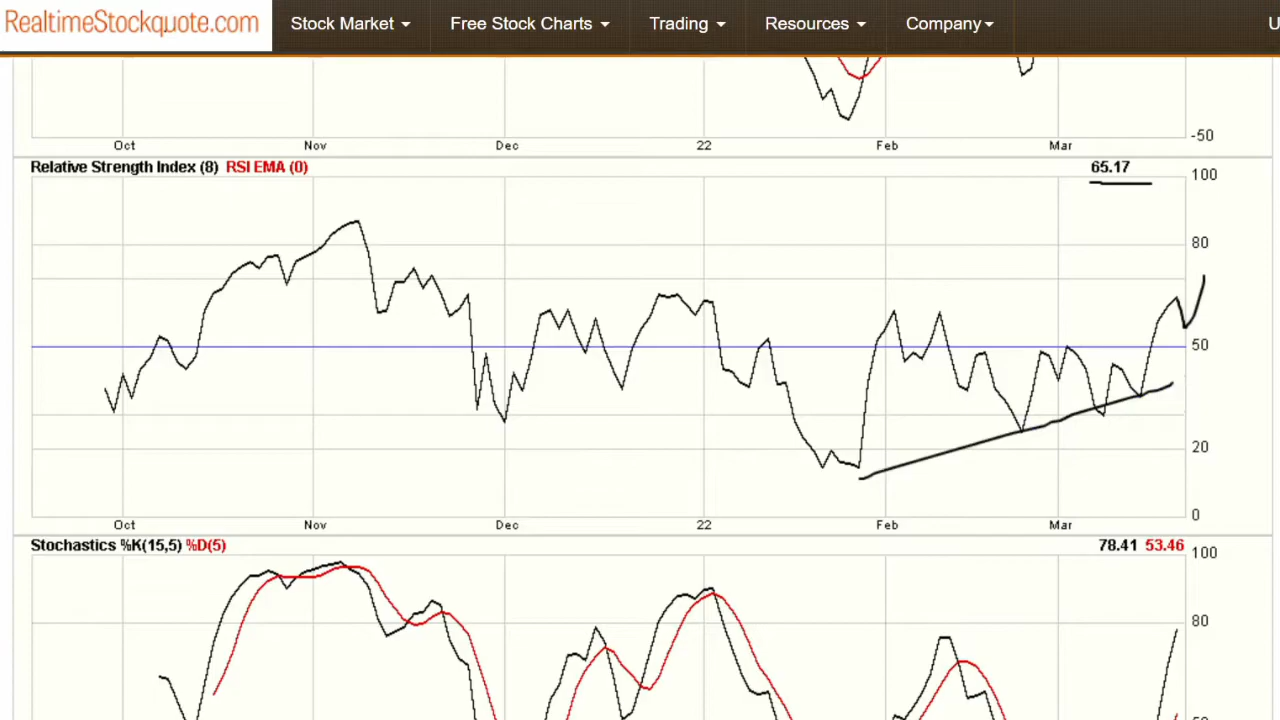 RealtimeStockquote.com Stock Market Free Stock Charts Trading Resources Company U
-50
Oct Nov Dec 22 Feb Mar
Relative Strength Index (8) RSI EMA (0) 65.17
100
80
50
20
0
Oct Nov Dec 22 Feb Mar
Stochastics %K(15,5) %D(5) 78.41 53.46
100
80